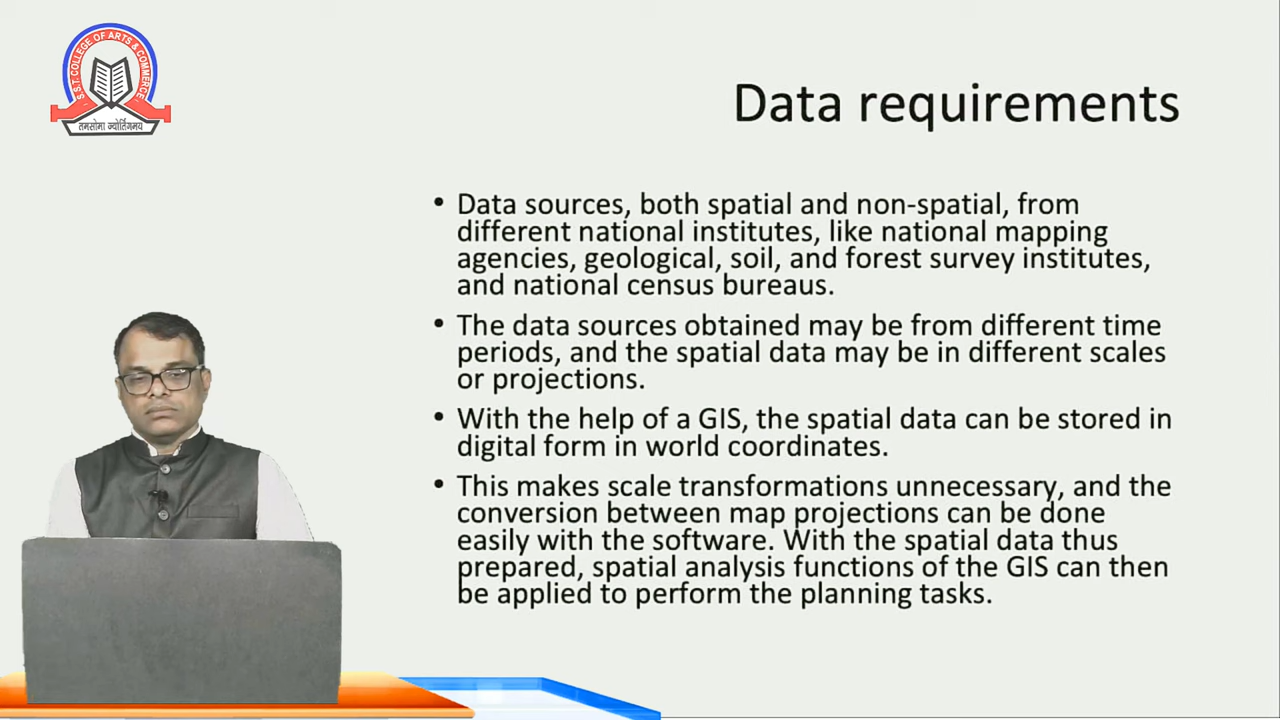 S.S.T. COLLEGE OF ARTS & COMMERCE
तमसोमा ज्योर्तिगमय
Data requirements
• Data sources, both spatial and non-spatial, from
different national institutes, like national mapping
agencies, geological, soil, and forest survey institutes,
and national census bureaus.
• The data sources obtained may be from different time
periods, and the spatial data may be in different scales
or projections.
• With the help of a GIS, the spatial data can be stored in
digital form in world coordinates.
• This makes scale transformations unnecessary, and the
conversion between map projections can be done
easily with the software. With the spatial data thus
prepared, spatial analysis functions of the GIS can then
be applied to perform the planning tasks.